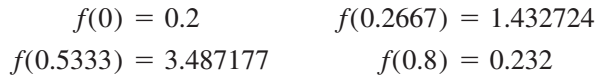 f(0) = 0.2 f(0.2667) = 1.432724
f(0.5333) = 3.487177 f(0.8) = 0.232